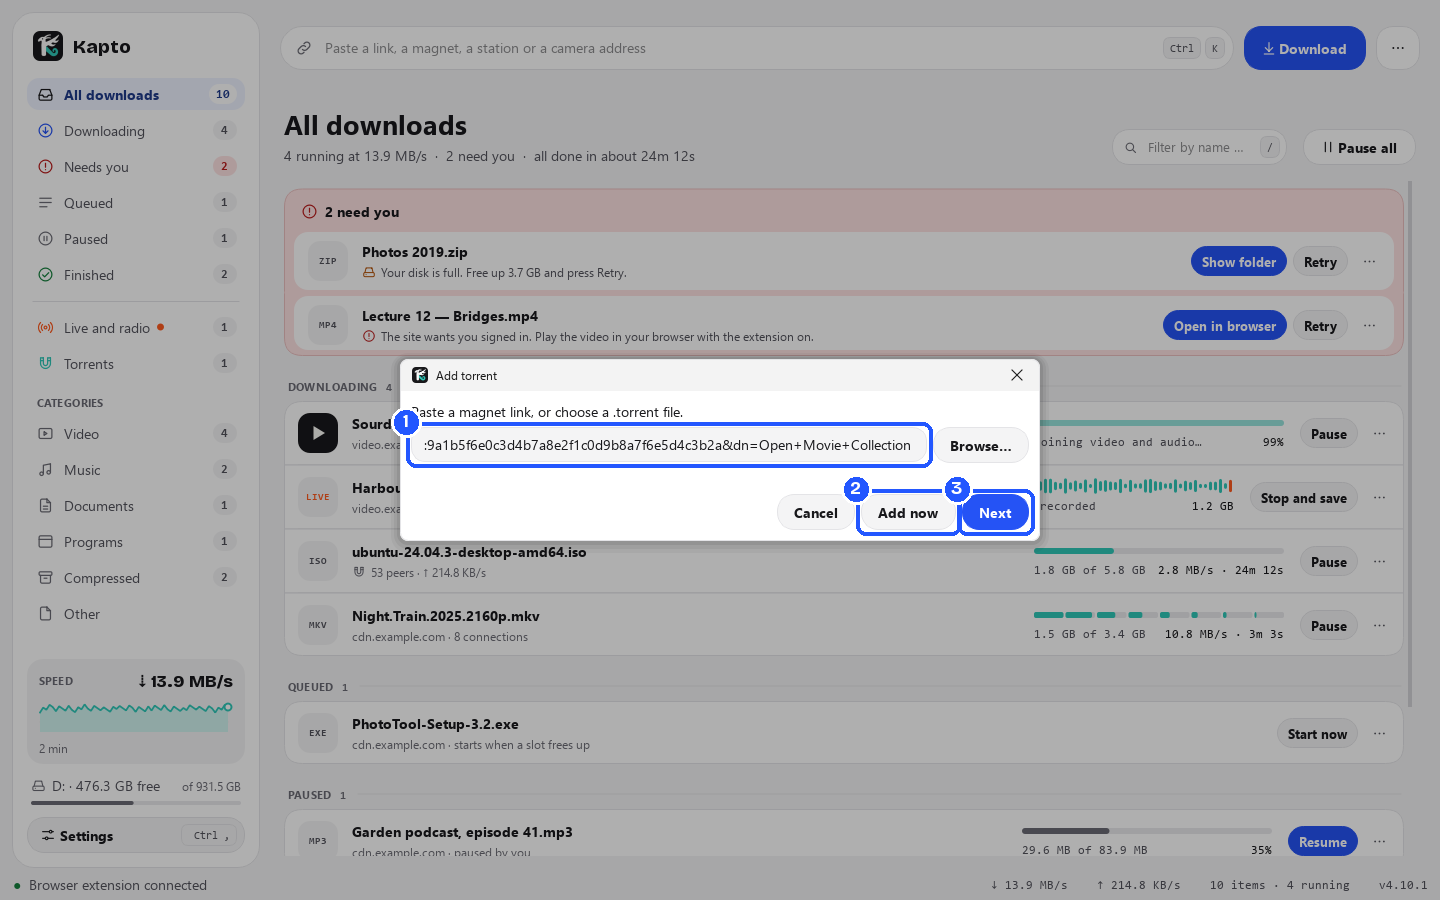 Kapto
Paste a link, a magnet, a station or a camera address
Ctrl K
Download
All downloads 10
Downloading 4
Needs you 2
Queued 1
Paused 1
Finished 2
Live and radio 1
Torrents 1
CATEGORIES
Video 4
Music 2
Documents 1
Programs 1
Compressed 2
Other
SPEED ↓ 13.9 MB/s
2 min
D: · 476.3 GB free of 931.5 GB
Settings Ctrl ,
Browser extension connected
All downloads
4 running at 13.9 MB/s · 2 need you · all done in about 24m 12s
Filter by name ... /
Pause all
2 need you
ZIP
Photos 2019.zip
Your disk is full. Free up 3.7 GB and press Retry.
Show folder
Retry
MP4
Lecture 12 — Bridges.mp4
The site wants you signed in. Play the video in your browser with the extension on.
Open in browser
Retry
DOWNLOADING 4
Sourd
video.exa
oining video and audio… 99%
Pause
LIVE
Harbou
video.exa
recorded 1.2 GB
Stop and save
Add torrent
Paste a magnet link, or choose a .torrent file.
1
:9a1b5f6e0c3d4b7a8e2f1c0d9b8a7f6e5d4c3b2a&dn=Open+Movie+Collection
Browse...
2 3
Cancel Add now Next
ISO
ubuntu-24.04.3-desktop-amd64.iso
53 peers · ↑ 214.8 KB/s
1.8 GB of 5.8 GB 2.8 MB/s · 24m 12s
Pause
MKV
Night.Train.2025.2160p.mkv
cdn.example.com · 8 connections
1.5 GB of 3.4 GB 10.8 MB/s · 3m 3s
Pause
QUEUED 1
EXE
PhotoTool-Setup-3.2.exe
cdn.example.com · starts when a slot frees up
Start now
PAUSED 1
MP3
Garden podcast, episode 41.mp3
cdn.example.com · paused by you
29.6 MB of 83.9 MB 35%
Resume
↓ 13.9 MB/s ↑ 214.8 KB/s 10 items · 4 running v4.10.1